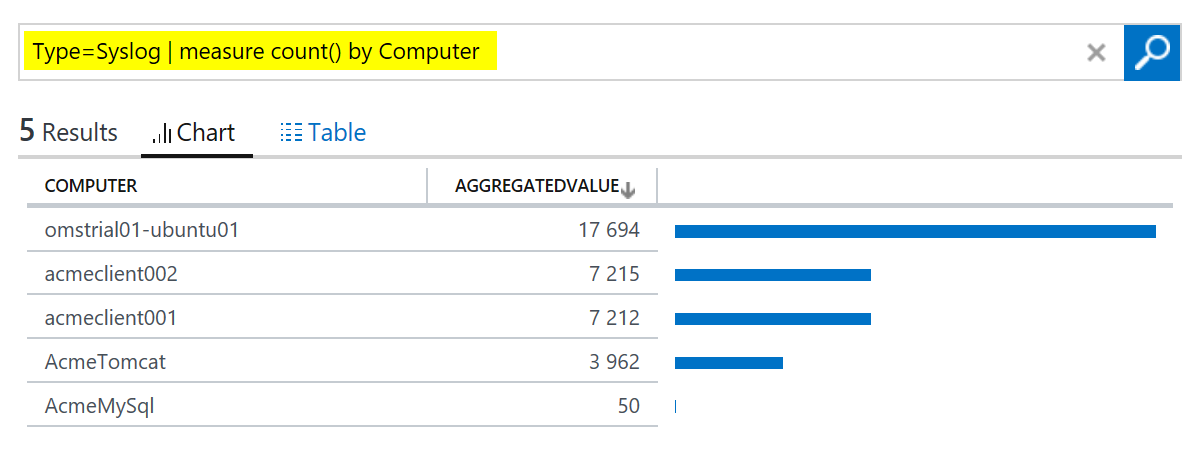 Type=Syslog | measure count() by Computer
5 Results Chart Table
COMPUTER AGGREGATEDVALUE
omstrial01-ubuntu01 17 694
acmeclient002 7 215
acmeclient001 7 212
AcmeTomcat 3 962
AcmeMySql 50